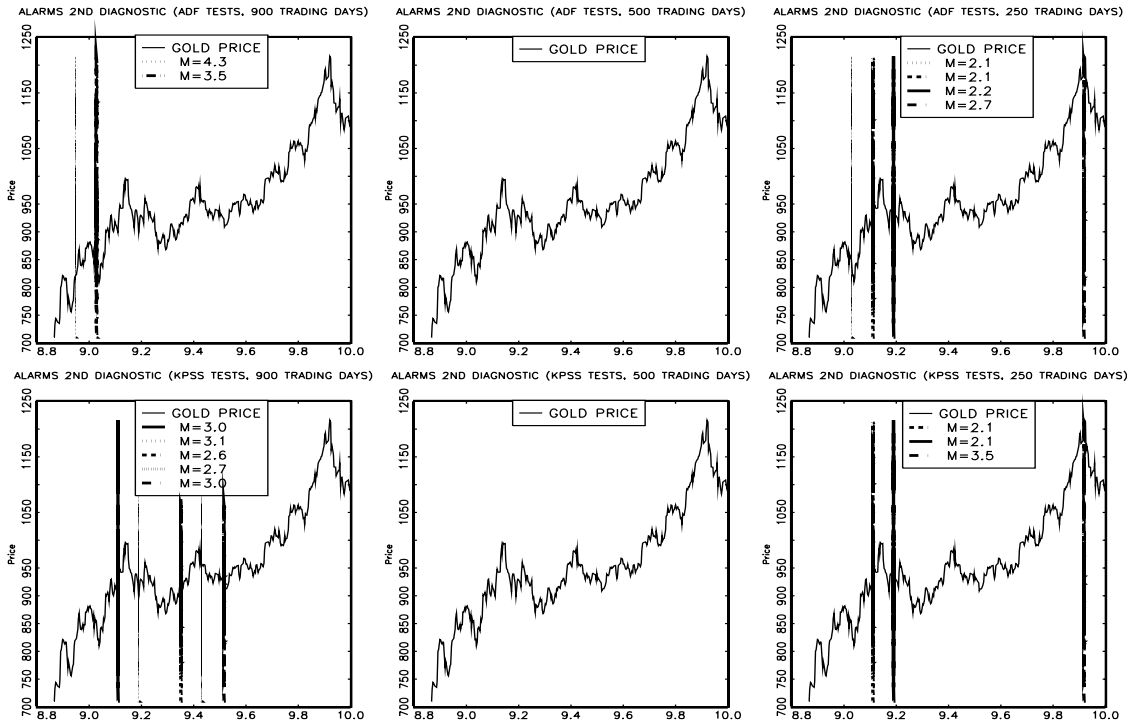 ALARMS 2ND DIAGNOSTIC (ADF TESTS, 900 TRADING DAYS)
1250
1150
1050
950
900
850
800
750
700
Price
GOLD PRICE
M=4.3
M=3.5
8.8 9.0 9.2 9.4 9.6 9.8 10.0
ALARMS 2ND DIAGNOSTIC (ADF TESTS, 500 TRADING DAYS)
1250
1150
1050
950
900
850
800
750
700
Price
GOLD PRICE
8.8 9.0 9.2 9.4 9.6 9.8 10.0
ALARMS 2ND DIAGNOSTIC (ADF TESTS, 250 TRADING DAYS)
1250
1150
1050
950
900
850
800
750
700
Price
GOLD PRICE
M=2.1
M=2.1
M=2.2
M=2.7
8.8 9.0 9.2 9.4 9.6 9.8 10.0
ALARMS 2ND DIAGNOSTIC (KPSS TESTS, 900 TRADING DAYS)
1250
1150
1050
950
900
850
800
750
700
Price
GOLD PRICE
M=3.0
M=3.1
M=2.6
M=2.7
M=3.0
8.8 9.0 9.2 9.4 9.6 9.8 10.0
ALARMS 2ND DIAGNOSTIC (KPSS TESTS, 500 TRADING DAYS)
1250
1150
1050
950
900
850
800
750
700
Price
GOLD PRICE
8.8 9.0 9.2 9.4 9.6 9.8 10.0
ALARMS 2ND DIAGNOSTIC (KPSS TESTS, 250 TRADING DAYS)
1250
1150
1050
950
900
850
800
750
700
Price
GOLD PRICE
M=2.1
M=2.1
M=3.5
8.8 9.0 9.2 9.4 9.6 9.8 10.0